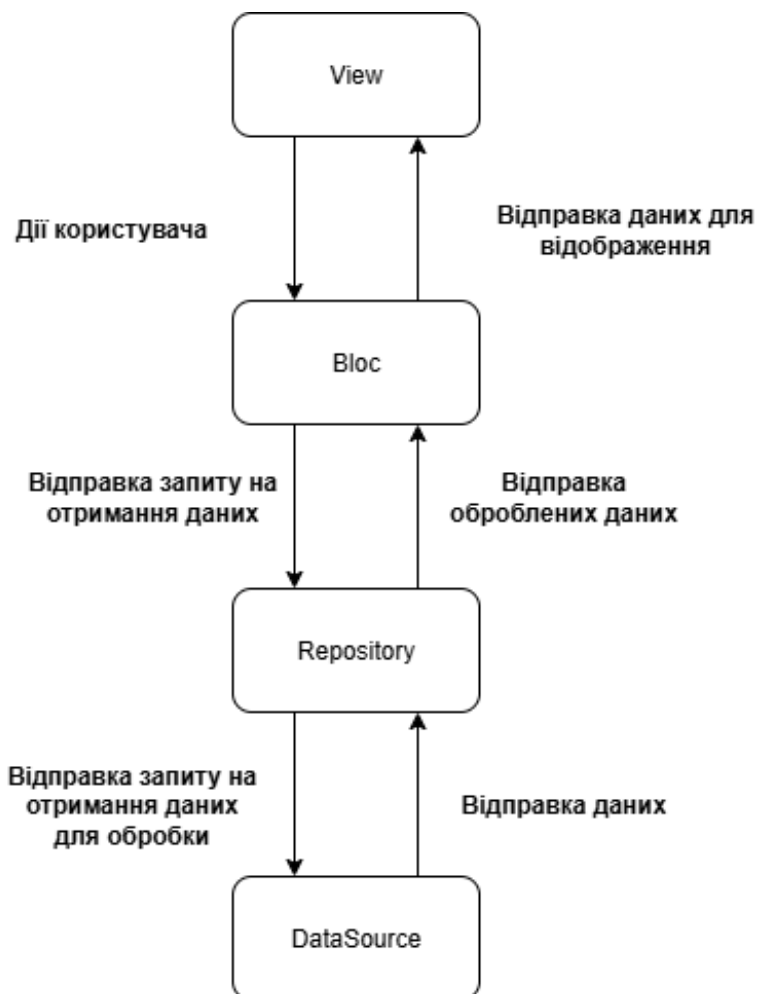 View
Дії користувача
Відправка даних для
відображення
Bloc
Відправка запиту на
отримання даних
Відправка
оброблених даних
Repository
Відправка запиту на
отримання даних
для обробки
Відправка даних
DataSource